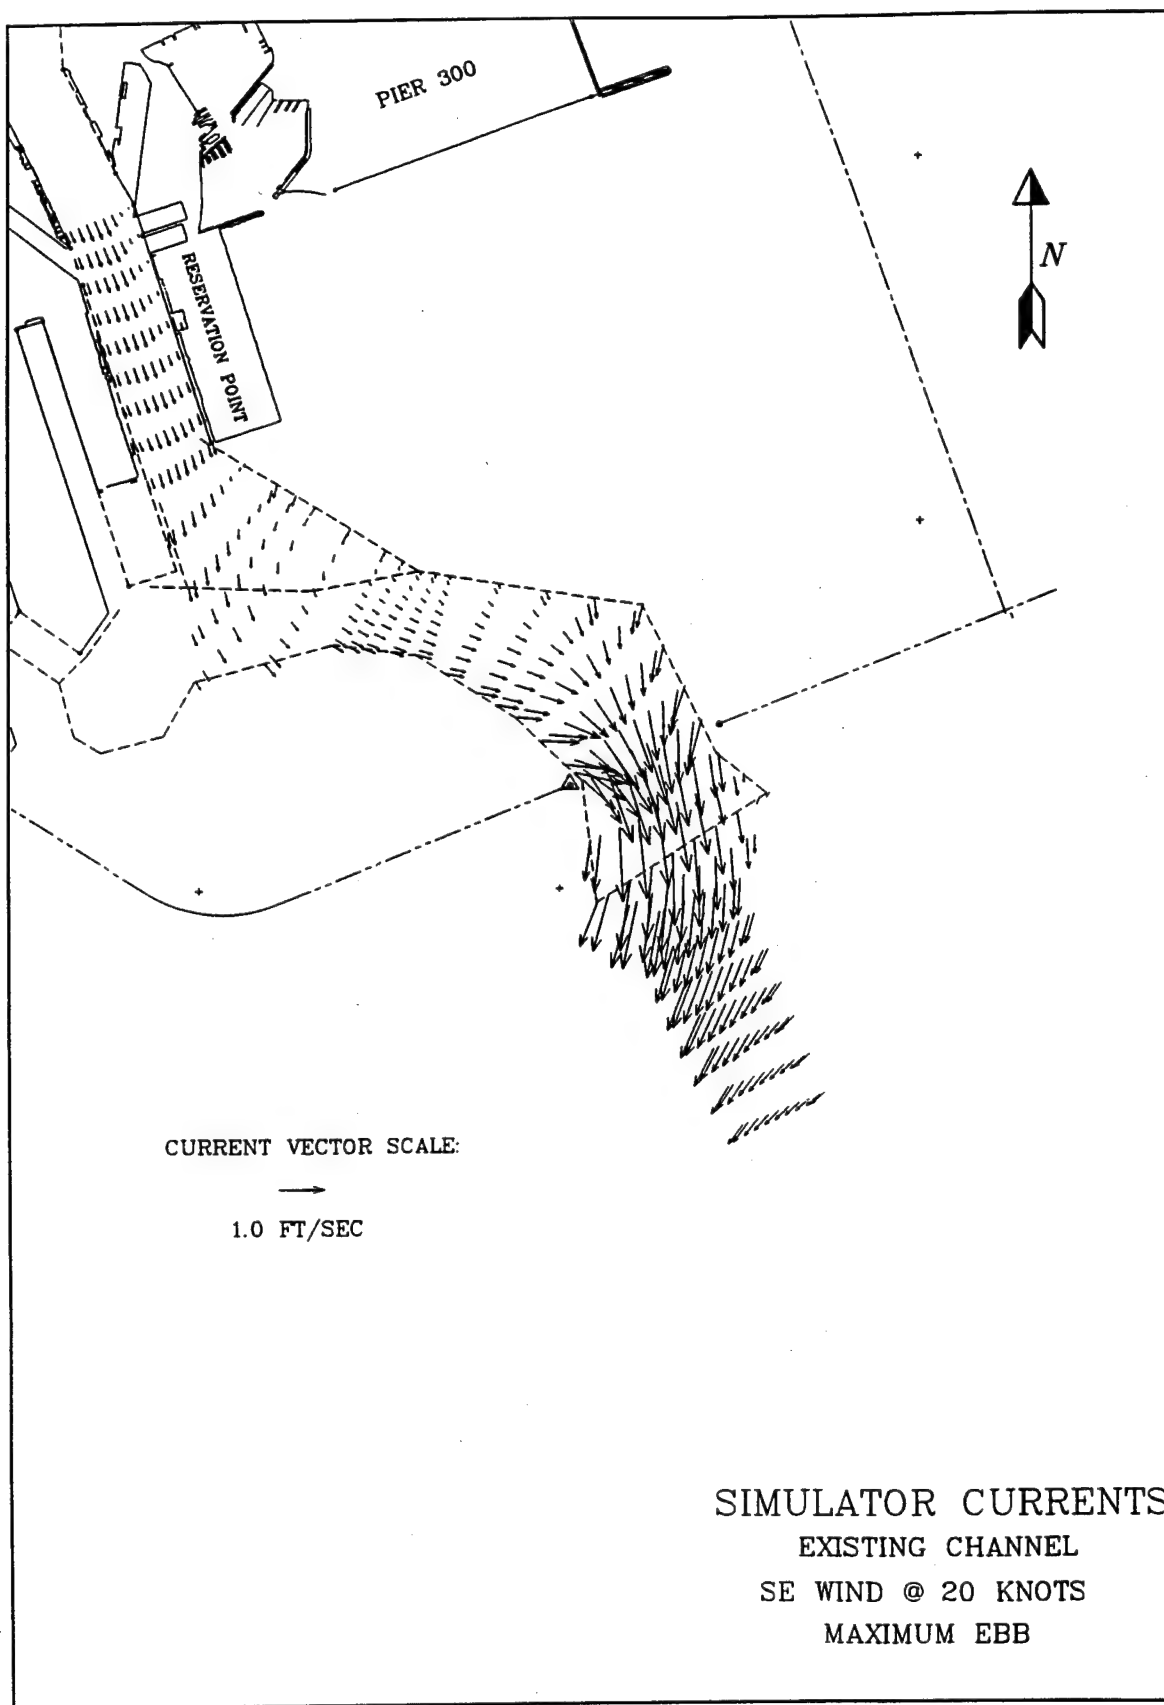 PIER 300
N
RESERVATION POINT
CURRENT VECTOR SCALE:
1.0 FT/SEC
SIMULATOR CURRENTS
EXISTING CHANNEL
SE WIND @ 20 KNOTS
MAXIMUM EBB